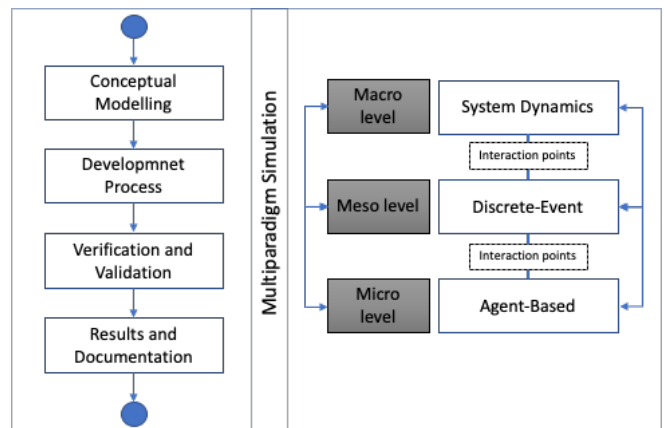 Conceptual
Modelling
Developmnet
Process
Verification and
Validation
Results and
Documentation
Multiparadigm Simulation
Macro
level
System Dynamics
Interaction points
Meso level
Discrete-Event
Interaction points
Micro
level
Agent-Based